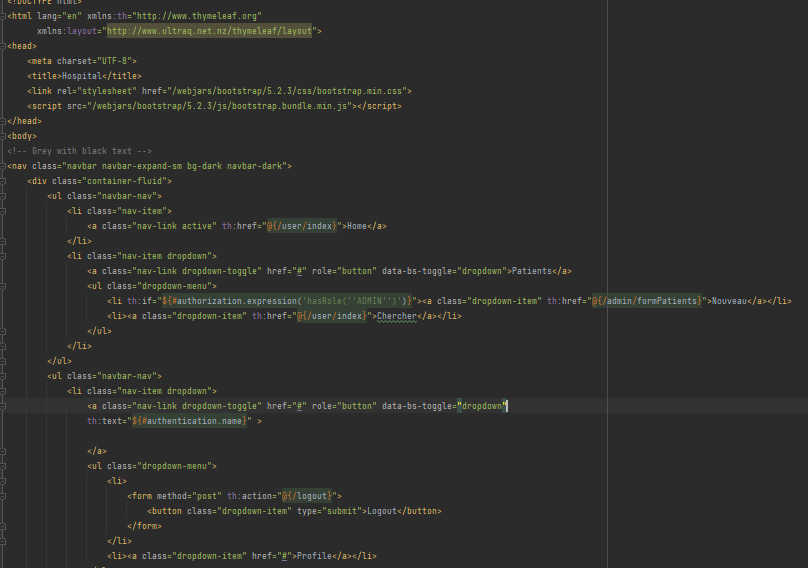 <!DOCTYPE html>
<html lang="en" xmlns:th="http://www.thymeleaf.org"
      xmlns:layout="http://www.ultraq.net.nz/thymeleaf/layout">
<head>
    <meta charset="UTF-8">
    <title>Hospital</title>
    <link rel="stylesheet" href="/webjars/bootstrap/5.2.3/css/bootstrap.min.css">
    <script src="/webjars/bootstrap/5.2.3/js/bootstrap.bundle.min.js"></script>
</head>
<body>
<!-- Grey with black text -->
<nav class="navbar navbar-expand-sm bg-dark navbar-dark">
    <div class="container-fluid">
        <ul class="navbar-nav">
            <li class="nav-item">
                <a class="nav-link active" th:href="@{/user/index}">Home</a>
            </li>
            <li class="nav-item dropdown">
                <a class="nav-link dropdown-toggle" href="#" role="button" data-bs-toggle="dropdown">Patients</a>
                <ul class="dropdown-menu">
                    <li th:if="${#authorization.expression('hasRole(''ADMIN'')')}"><a class="dropdown-item" th:href="@{/admin/formPatients}">Nouveau</a></li>
                    <li><a class="dropdown-item" th:href="@{/user/index}">Chercher</a></li>
                </ul>
            </li>
        </ul>
        <ul class="navbar-nav">
            <li class="nav-item dropdown">
                <a class="nav-link dropdown-toggle" href="#" role="button" data-bs-toggle="dropdown"
                th:text="${#authentication.name}" >
                </a>
                <ul class="dropdown-menu">
                    <li>
                        <form method="post" th:action="@{/logout}">
                            <button class="dropdown-item" type="submit">Logout</button>
                        </form>
                    </li>
                    <li><a class="dropdown-item" href="#">Profile</a></li>